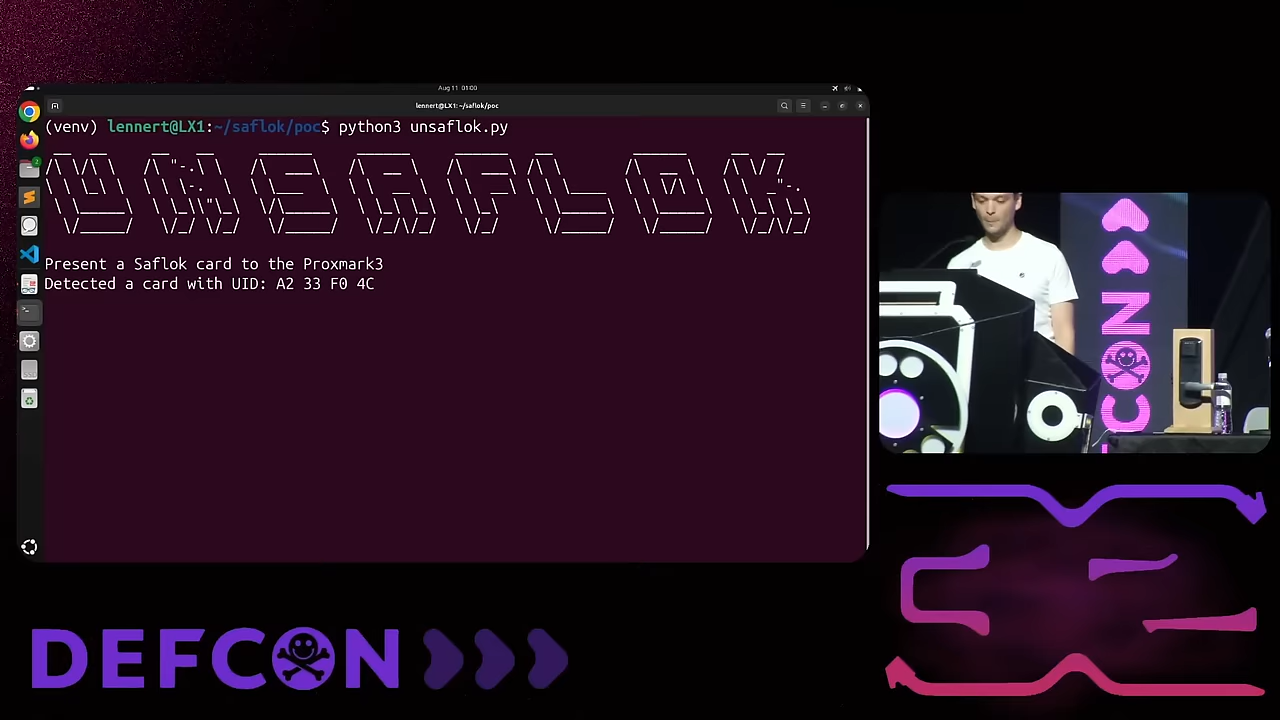 Aug 11 01:00
lennert@LX1: ~/saflok/poc
(venv) lennert@LX1:~/saflok/poc$ python3 unsaflok.py
UNSAFLOK
Present a Saflok card to the Proxmark3
Detected a card with UID: A2 33 F0 4C
CON
DEFCON